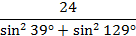 24
sin² 39° + sin² 129°